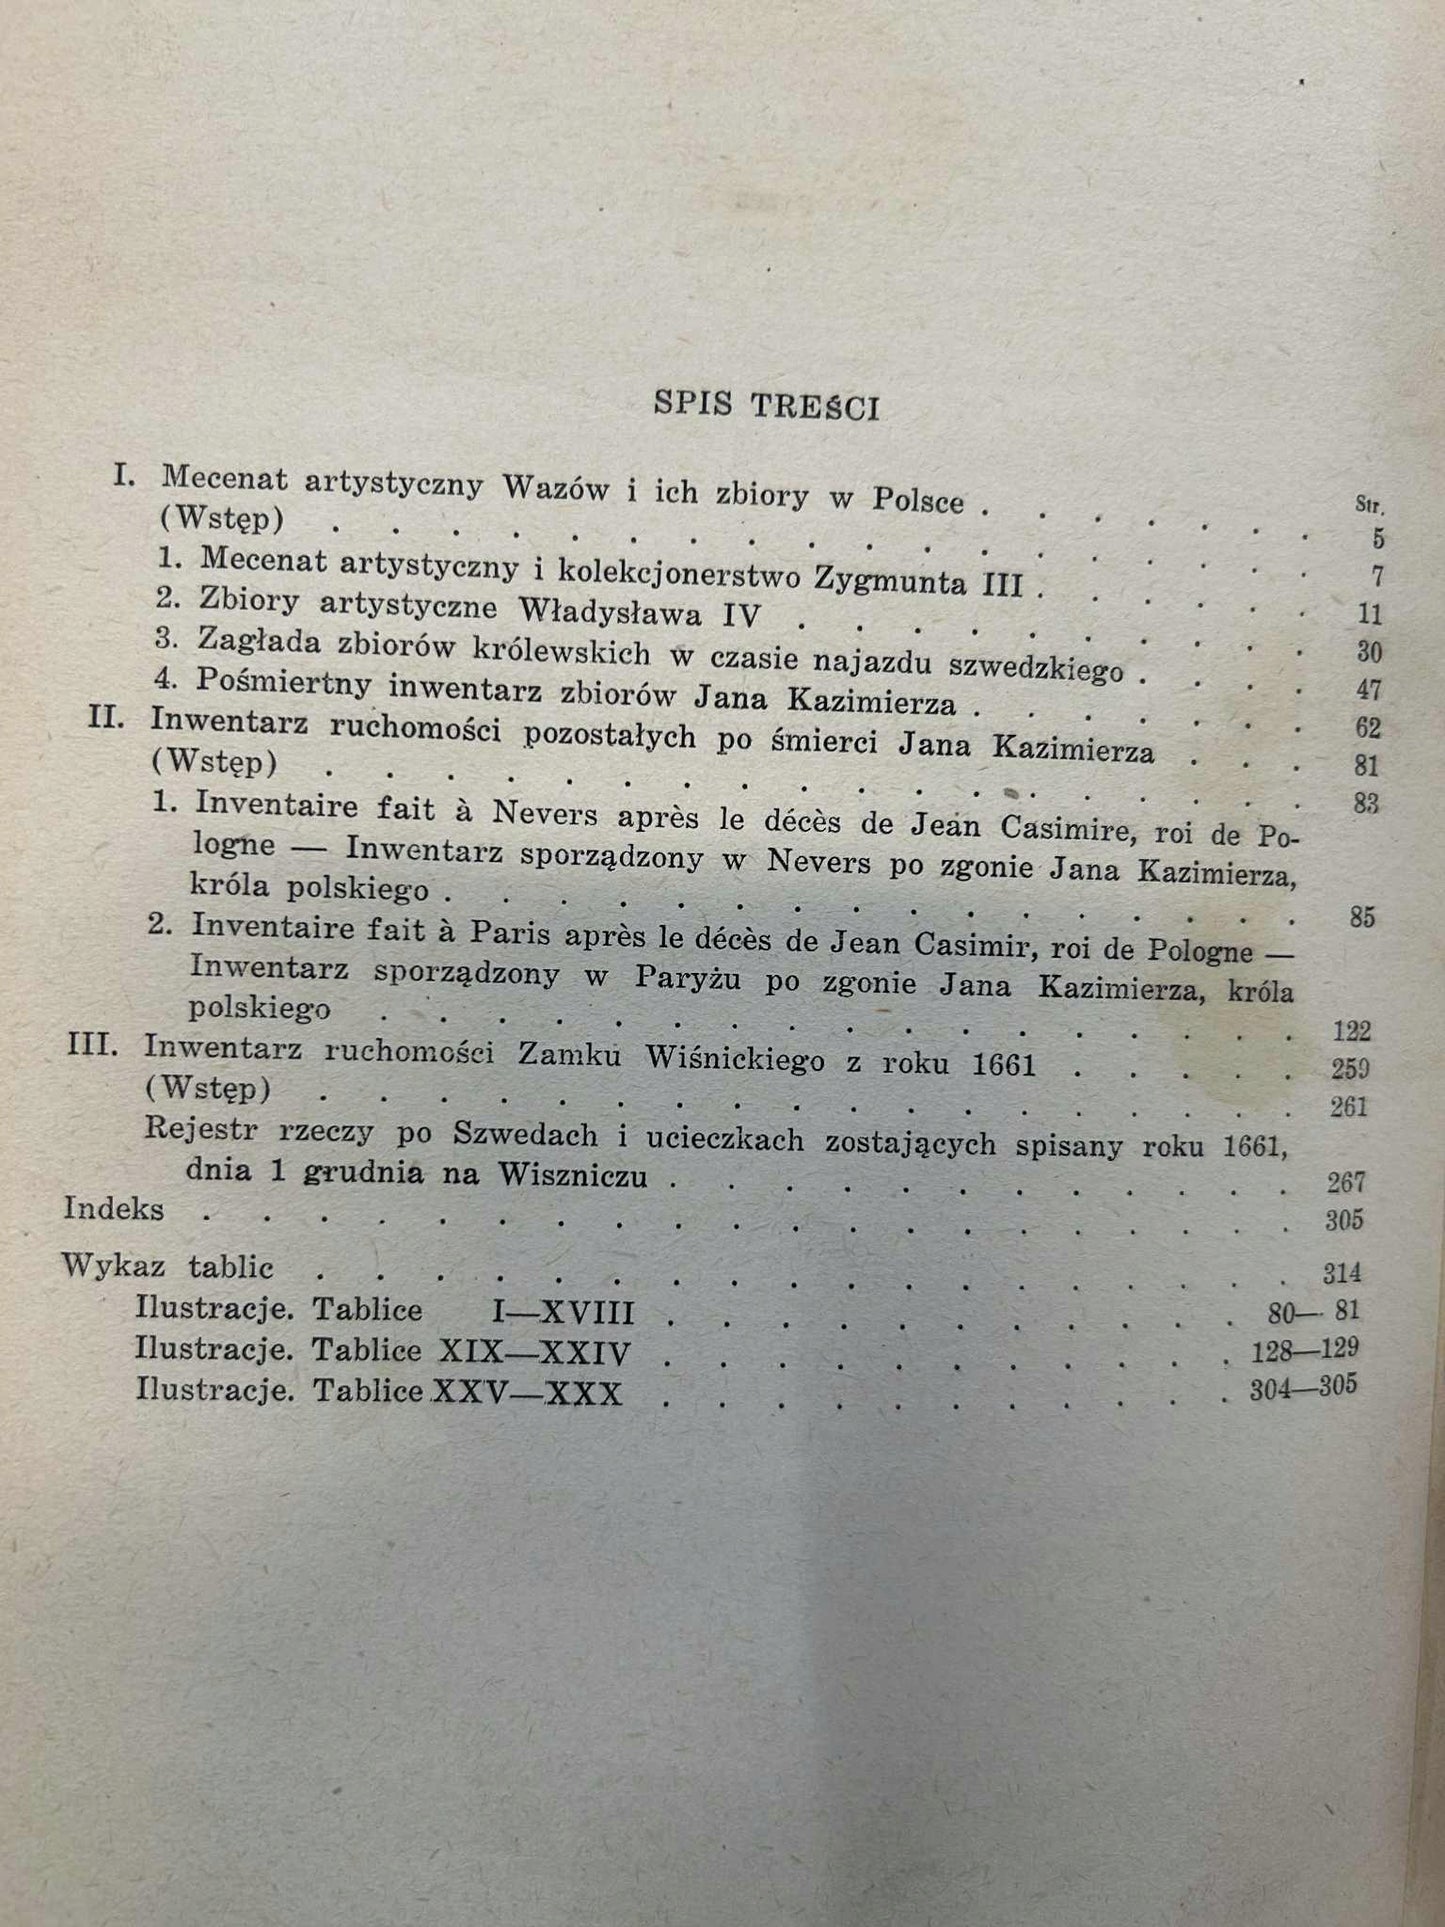 SPIS TREŚCI
Str.
I. Mecenat artystyczny Wazów i ich zbiory w Polsce . . . . . . . 5
(Wstęp) . . . . . . . . . . . . . . . . . 7
1. Mecenat artystyczny i kolekcjonerstwo Zygmunta III . . . . . . 11
2. Zbiory artystyczne Władysława IV . . . . . . . . . . 30
3. Zagłada zbiorów królewskich w czasie najazdu szwedzkiego . . . . 47
4. Pośmiertny inwentarz zbiorów Jana Kazimierza . . . . . . . 62
II. Inwentarz ruchomości pozostałych po śmierci Jana Kazimierza . . . 81
(Wstęp) . . . . . . . . . . . . . . . . . 83
1. Inventaire fait à Nevers après le décès de Jean Casimire, roi de Po-
logne — Inwentarz sporządzony w Nevers po zgonie Jana Kazimierza,
króla polskiego . . . . . . . . . . . . . . . . 85
2. Inventaire fait à Paris après le décès de Jean Casimir, roi de Pologne —
Inwentarz sporządzony w Paryżu po zgonie Jana Kazimierza, króla
polskiego . . . . . . . . . . . . . . . . . 122
III. Inwentarz ruchomości Zamku Wiśnickiego z roku 1661 . . . . . 259
(Wstęp) . . . . . . . . . . . . . . . . . 261
Rejestr rzeczy po Szwedach i ucieczkach zostających spisany roku 1661,
dnia 1 grudnia na Wiszniczu . . . . . . . . . . . . 267
Indeks . . . . . . . . . . . . . . . . . . . 305
Wykaz tablic . . . . . . . . . . . . . . . . . 314
Ilustracje. Tablice I—XVIII . . . . . . . . . . . 80— 81
Ilustracje. Tablice XIX—XXIV . . . . . . . . . . . 128—129
Ilustracje. Tablice XXV—XXX . . . . . . . . . . . 304—305